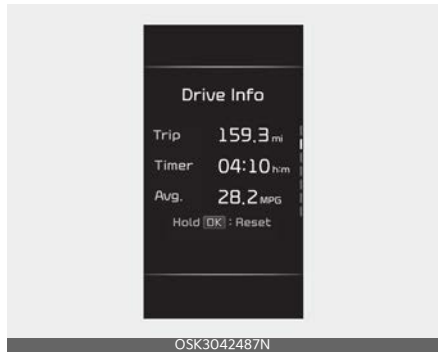 Drive Info
Trip 159.3 mi
Timer 04:10 h:m
Avg. 28.2 MPG
Hold OK : Reset
OSK3042487N